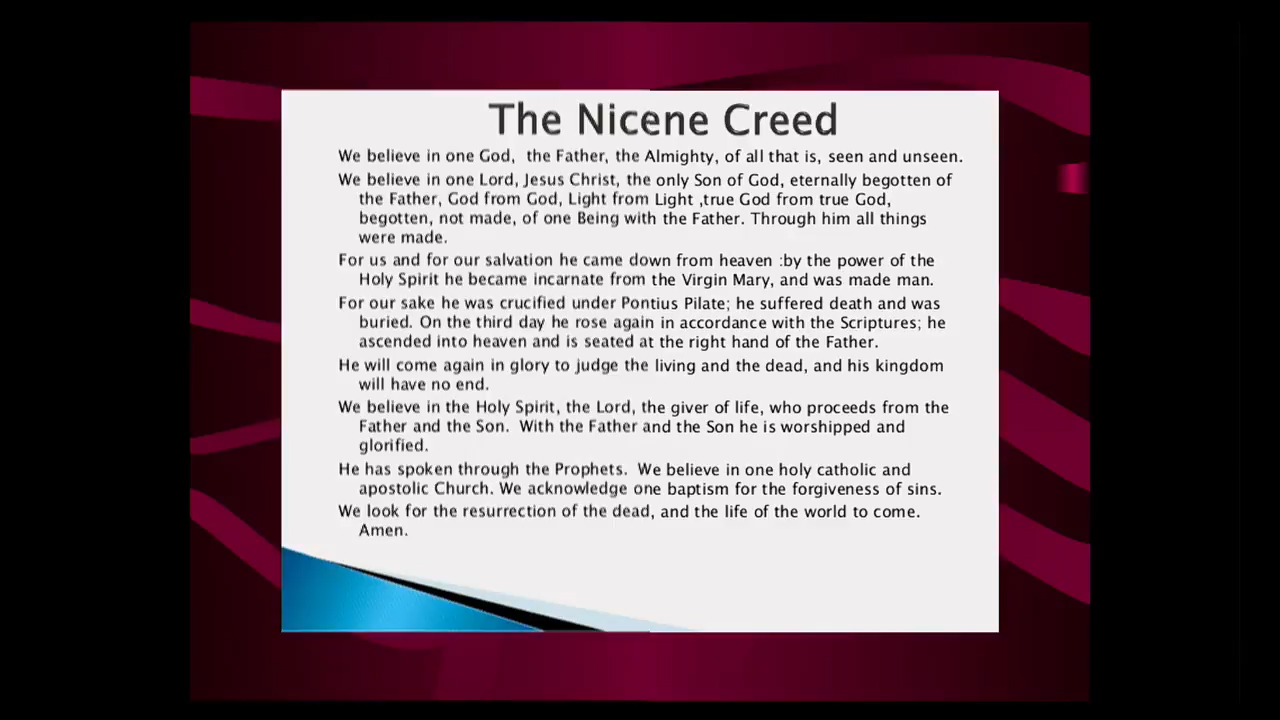 The Nicene Creed
We believe in one God,  the Father, the Almighty, of all that is, seen and unseen.
We believe in one Lord, Jesus Christ, the only Son of God, eternally begotten of
the Father, God from God, Light from Light ,true God from true God,
begotten, not made, of one Being with the Father. Through him all things
were made.
For us and for our salvation he came down from heaven :by the power of the
Holy Spirit he became incarnate from the Virgin Mary, and was made man.
For our sake he was crucified under Pontius Pilate; he suffered death and was
buried. On the third day he rose again in accordance with the Scriptures; he
ascended into heaven and is seated at the right hand of the Father.
He will come again in glory to judge the living and the dead, and his kingdom
will have no end.
We believe in the Holy Spirit, the Lord, the giver of life, who proceeds from the
Father and the Son.  With the Father and the Son he is worshipped and
glorified.
He has spoken through the Prophets.  We believe in one holy catholic and
apostolic Church. We acknowledge one baptism for the forgiveness of sins.
We look for the resurrection of the dead, and the life of the world to come.
Amen.